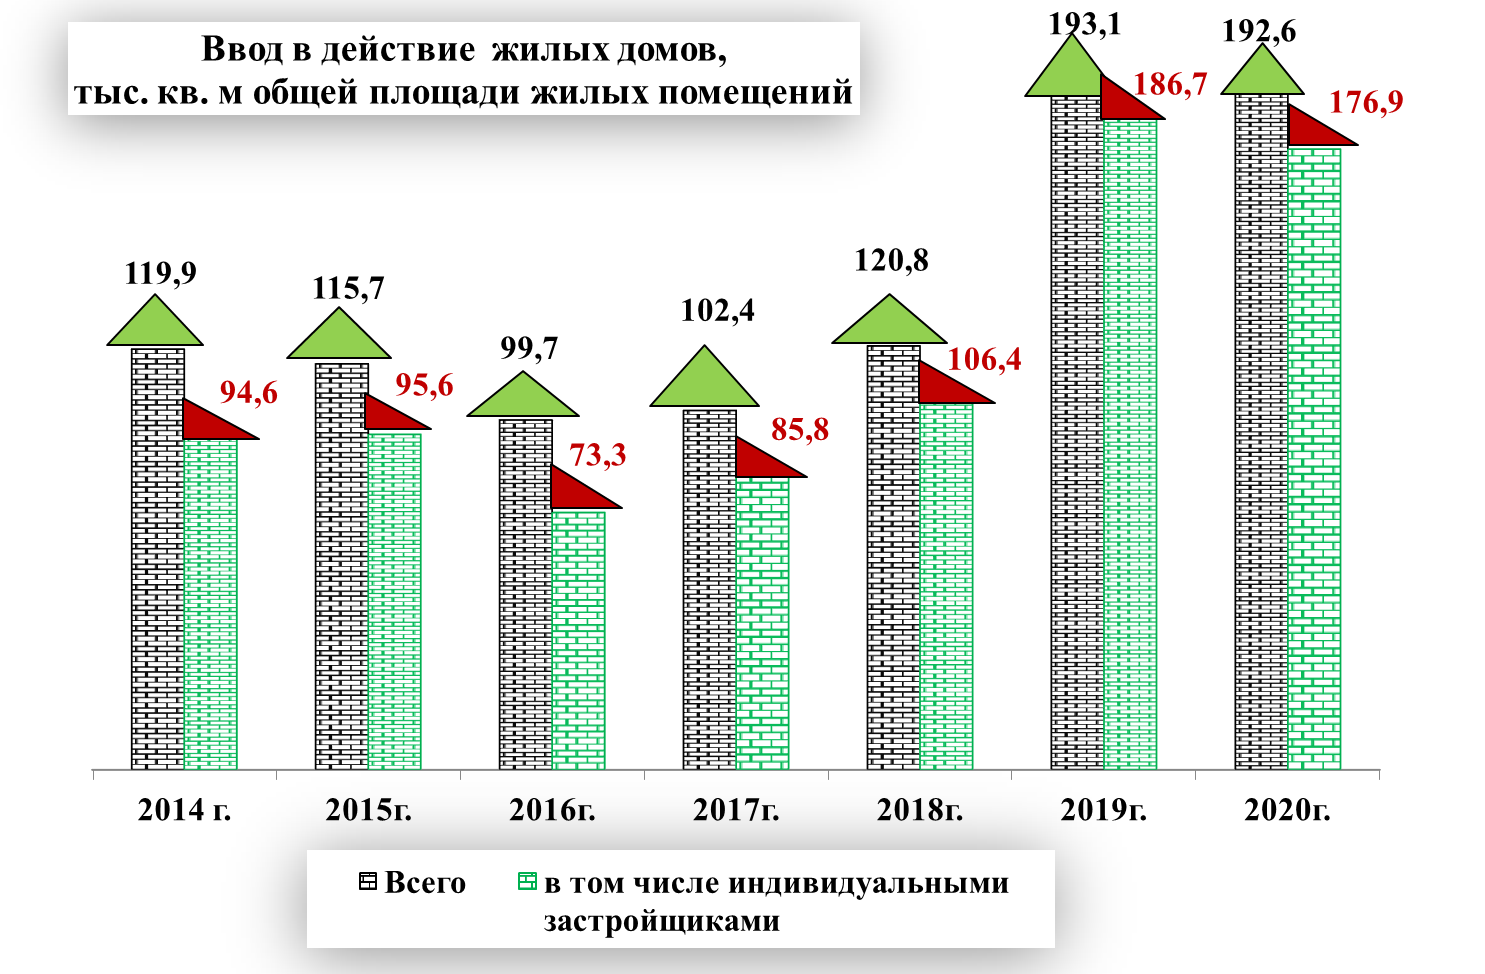 Ввод в действие жилых домов,
тыс. кв. м общей площади жилых помещений
119,9
94,6
115,7
95,6
99,7
73,3
102,4
85,8
120,8
106,4
193,1
186,7
192,6
176,9
2014 г.
2015г.
2016г.
2017г.
2018г.
2019г.
2020г.
Всего
в том числе индивидуальными
застройщиками